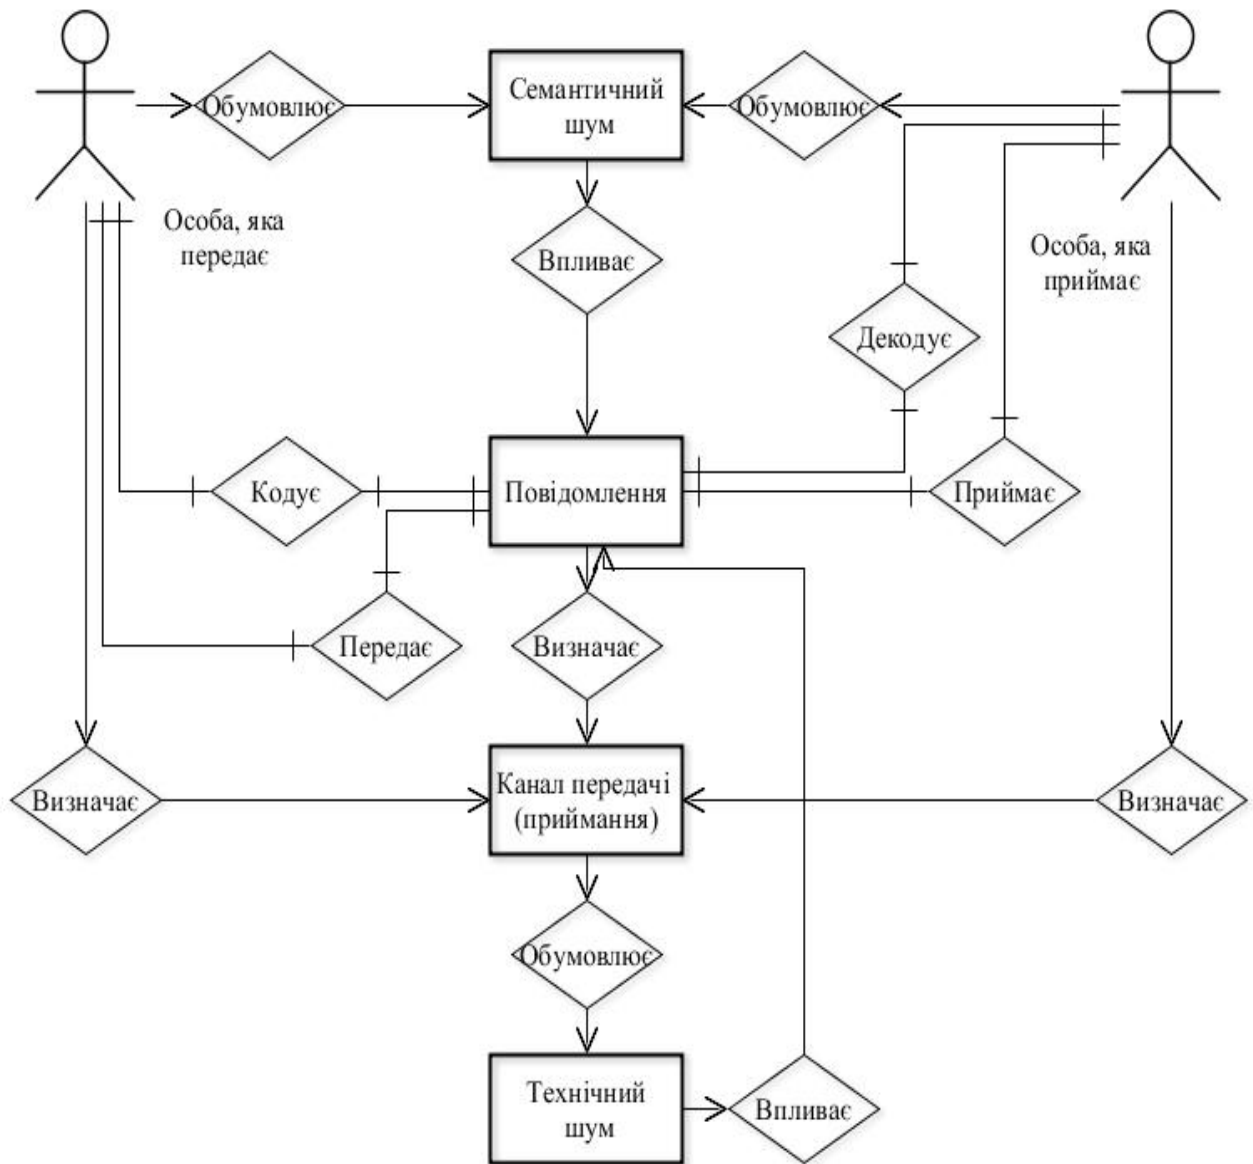 Обумовлює
Семантичний
шум
Обумовлює
Особа, яка
передає
Впливає
Особа, яка
приймає
Декодує
Кодує
Повідомлення
Приймає
Передає
Визначає
Визначає
Канал передачі
(приймання)
Визначає
Обумовлює
Технічний
шум
Впливає